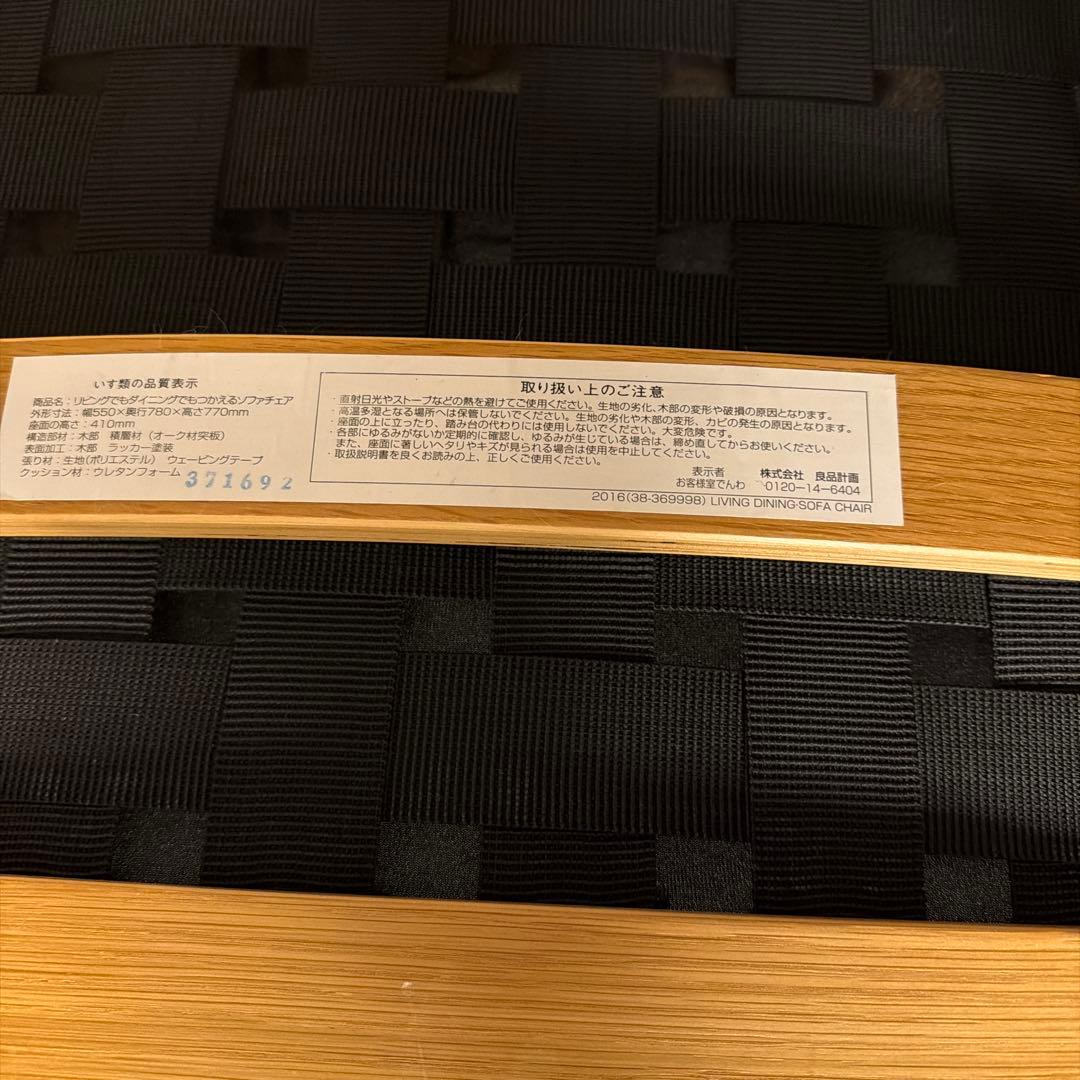 いす類の品質表示
商品名：リビングでもダイニングでもつかえるソファチェア
外形寸法：幅550×奥行780×高さ770mm
座面の高さ：410mm
構造部材：木部　積層材（オーク材突板）
表面加工：木部　ラッカー塗装
張り材：生地（ポリエステル）　ウェービングテープ
クッション材：ウレタンフォーム
371692
取り扱い上のご注意
・直射日光やストーブなどの熱を避けてご使用ください。生地の劣化、木部の変形や破損の原因となります。
・高温多湿となる場所へは保管しないでください。生地の劣化や木部の変形、カビの発生の原因となります。
・座面の上に立ったり、踏み台の代わりには使用しないでください。大変危険です。
・各部にゆるみがないか定期的に確認し、ゆるみが生じている場合は、締め直してからお使いください。
また、座面に著しいヘタリやキズが見られる場合は使用を中止してください。
・取扱説明書を良くお読みの上、正しくご使用ください。
表示者　株式会社　良品計画
お客様室でんわ　0120-14-6404
2016(38-369998) LIVING DINING·SOFA CHAIR